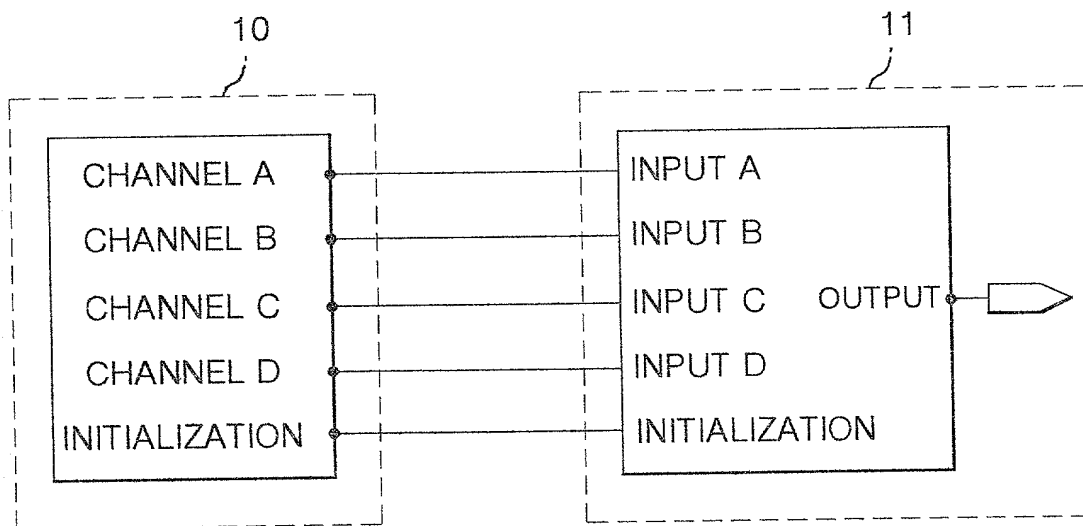 10
11
CHANNEL A
CHANNEL B
CHANNEL C
CHANNEL D
INITIALIZATION
INPUT A
INPUT B
INPUT C
INPUT D
INITIALIZATION
OUTPUT